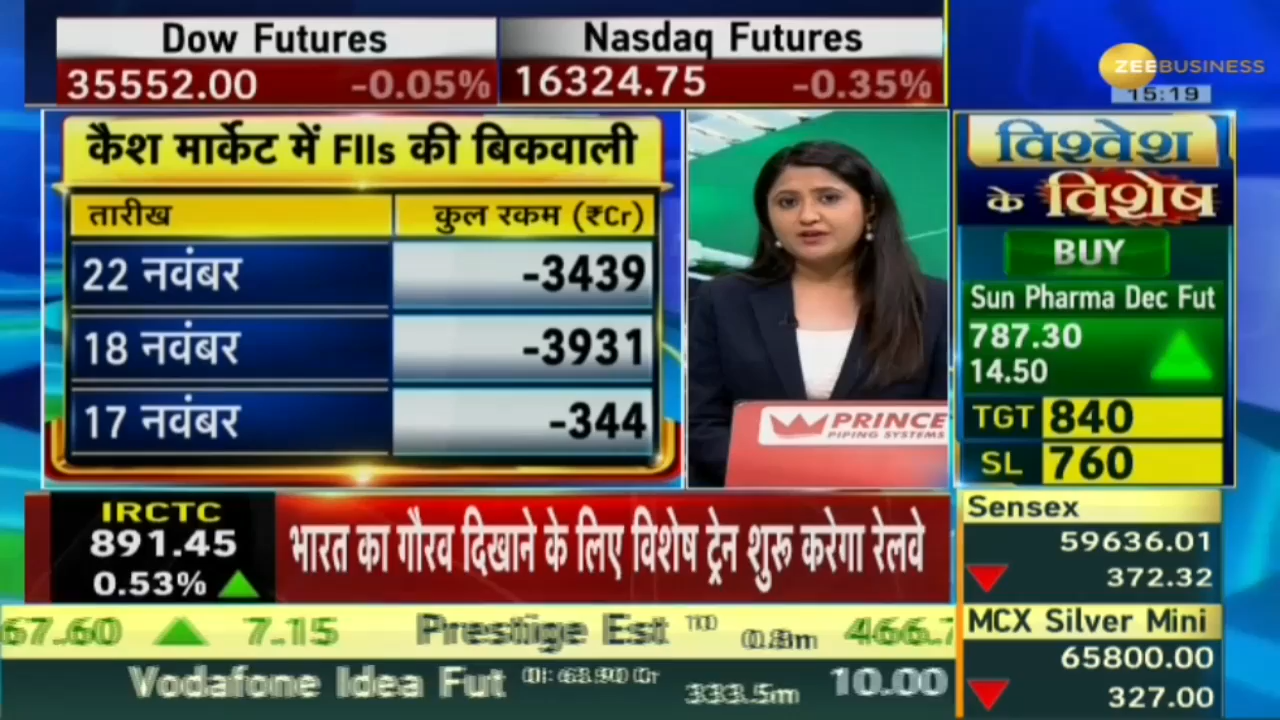 Dow Futures
35552.00 -0.05%
Nasdaq Futures
16324.75 -0.35%
ZEEBUSINESS
15:19
कैश मार्केट में FIIs की बिकवाली
तारीख कुल रकम (₹Cr)
22 नवंबर -3439
18 नवंबर -3931
17 नवंबर -344
PRINCE
PIPING SYSTEMS
विश्वेश
के विशेष
BUY
Sun Pharma Dec Fut
787.30
14.50
TGT 840
SL 760
IRCTC
891.45
0.53%
भारत का गौरव दिखाने के लिए विशेष ट्रेन शुरू करेगा रेलवे
Sensex
59636.01
372.32
MCX Silver Mini
65800.00
327.00
67.60 7.15 Prestige Est 466.7
Vodafone Idea Fut 333.5m 10.00